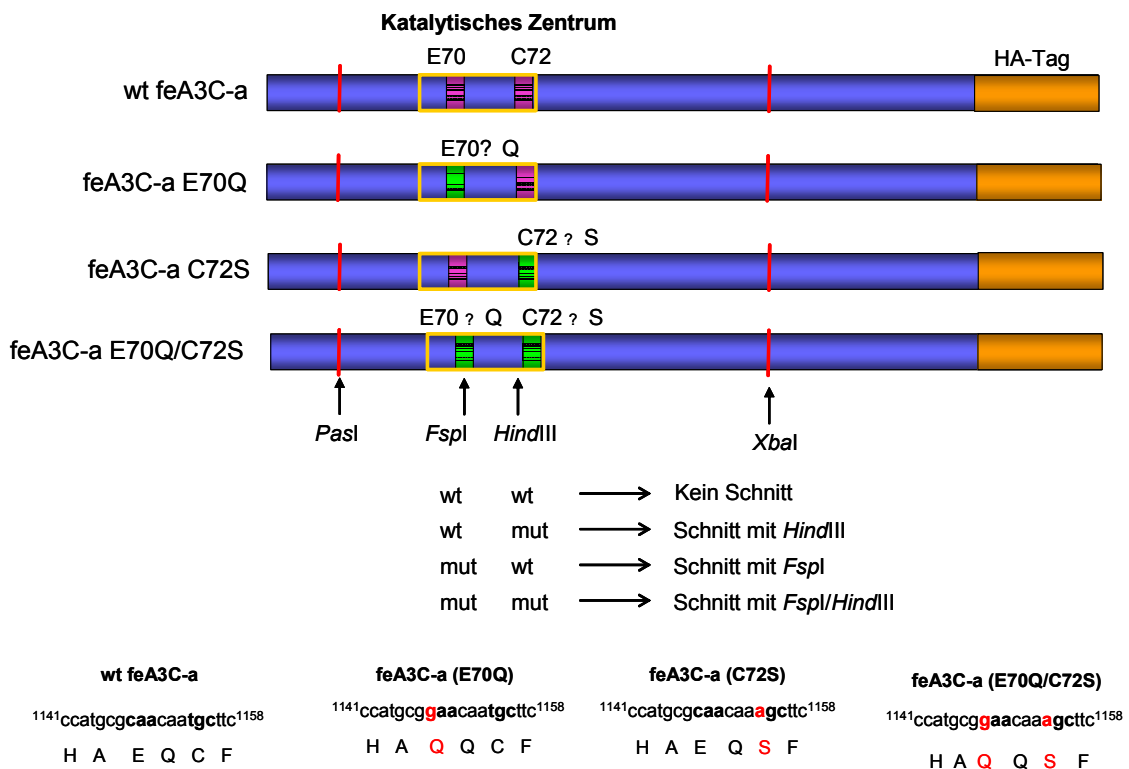 Katalytisches Zentrum
E70 C72 HA-Tag
wt feA3C-a
E70? Q
feA3C-a E70Q
C72 ? S
feA3C-a C72S
E70 ? Q C72 ? S
feA3C-a E70Q/C72S
PasI FspI HindIII XbaI
wt wt Kein Schnitt
wt mut Schnitt mit HindIII
mut wt Schnitt mit FspI
mut mut Schnitt mit FspI/HindIII
wt feA3C-a feA3C-a (E70Q) feA3C-a (C72S) feA3C-a (E70Q/C72S)
1141ccatgcgcaacaatgcttc1158 1141ccatgcggaacaatgcttc1158 1141ccatgcgcaacaaagcttc1158 1141ccatgcggaacaaagcttc1158
H A E Q C F H A Q Q C F H A E Q S F H A Q Q S F